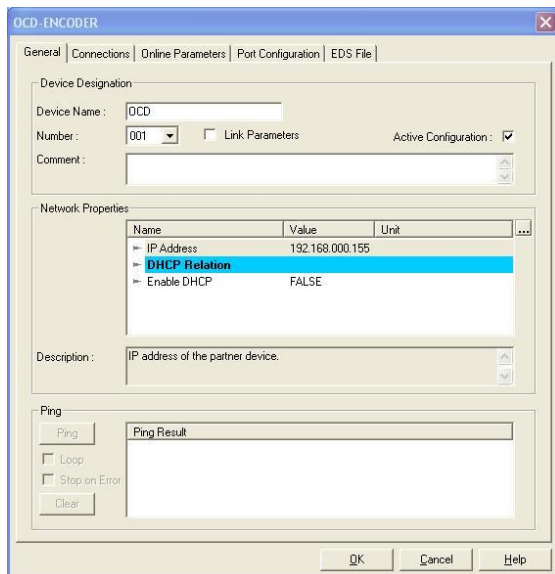 OCD-ENCODER
General Connections Online Parameters Port Configuration EDS File
Device Designation
Device Name : OCD
Number : 001 Link Parameters Active Configuration :
Comment :
Network Properties
Name Value Unit ...
IP Address 192.168.000.155
DHCP Relation
Enable DHCP FALSE
Description : IP address of the partner device.
Ping
Ping Ping Result
Loop
Stop on Error
Clear
OK Cancel Help